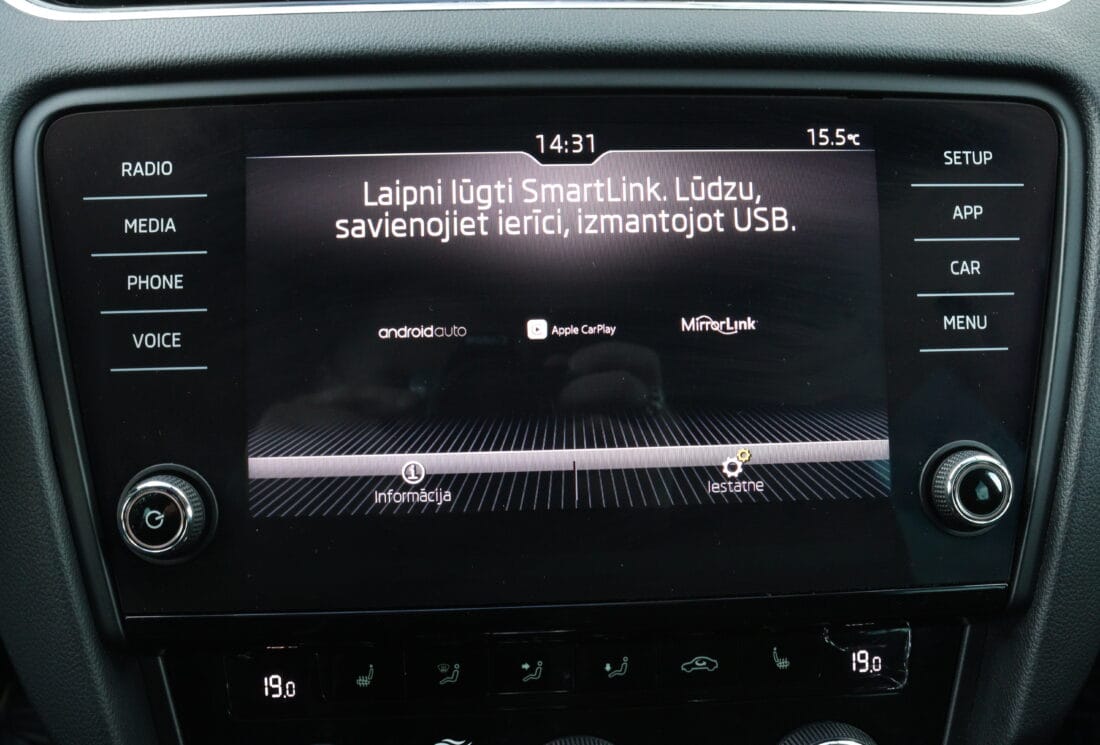 14:31
15.5°C
Laipni lūgti SmartLink. Lūdzu,
savienojiet ierīci, izmantojot USB.
androidauto
Apple CarPlay
MirrorLink
Informācija
Iestatne
RADIO
MEDIA
PHONE
VOICE
SETUP
APP
CAR
MENU
19.0
19.0